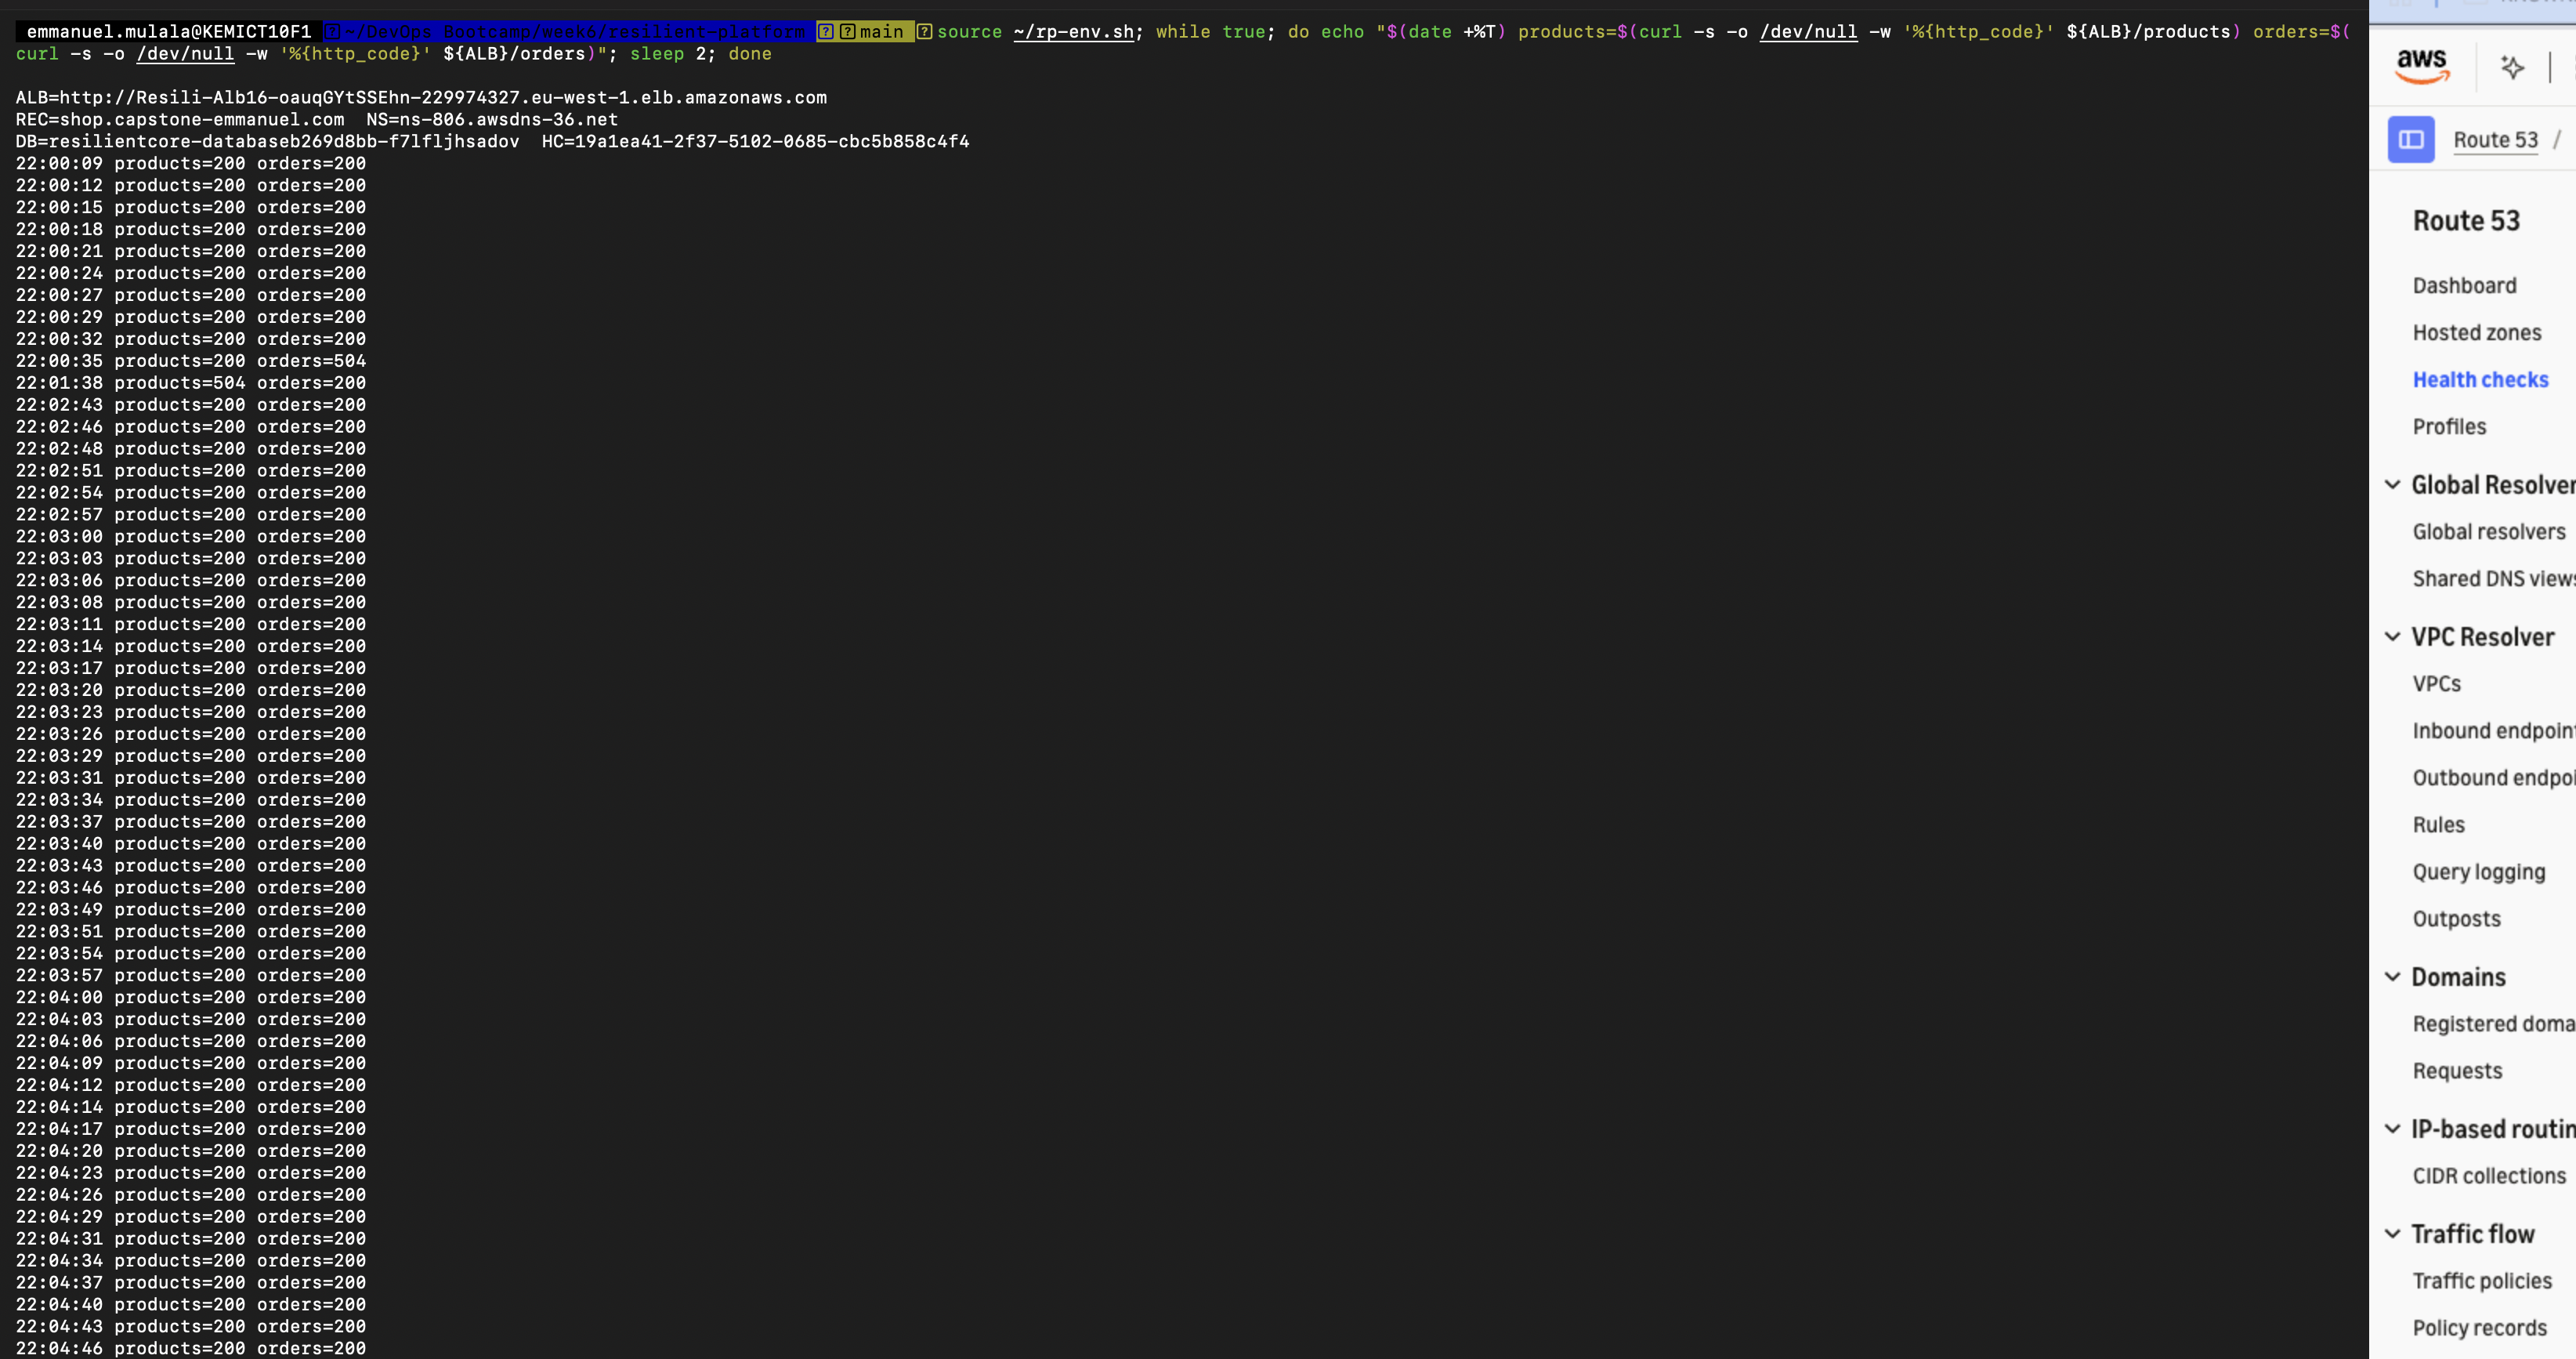 emmanuel.mulala@KEMICT10F1 ~/DevOps Bootcamp/week6/resilient-platform main source ~/rp-env.sh; while true; do echo "$(date +%T) products=$(curl -s -o /dev/null -w '%{http_code}' ${ALB}/products) orders=$(
curl -s -o /dev/null -w '%{http_code}' ${ALB}/orders)"; sleep 2; done
ALB=http://Resili-Alb16-oauqGYtSSEhn-229974327.eu-west-1.elb.amazonaws.com
REC=shop.capstone-emmanuel.com  NS=ns-806.awsdns-36.net
DB=resilientcore-databaseb269d8bb-f7lfljhsadov  HC=19a1ea41-2f37-5102-0685-cbc5b858c4f4
22:00:09 products=200 orders=200
22:00:12 products=200 orders=200
22:00:15 products=200 orders=200
22:00:18 products=200 orders=200
22:00:21 products=200 orders=200
22:00:24 products=200 orders=200
22:00:27 products=200 orders=200
22:00:29 products=200 orders=200
22:00:32 products=200 orders=200
22:00:35 products=200 orders=504
22:01:38 products=504 orders=200
22:02:43 products=200 orders=200
22:02:46 products=200 orders=200
22:02:48 products=200 orders=200
22:02:51 products=200 orders=200
22:02:54 products=200 orders=200
22:02:57 products=200 orders=200
22:03:00 products=200 orders=200
22:03:03 products=200 orders=200
22:03:06 products=200 orders=200
22:03:08 products=200 orders=200
22:03:11 products=200 orders=200
22:03:14 products=200 orders=200
22:03:17 products=200 orders=200
22:03:20 products=200 orders=200
22:03:23 products=200 orders=200
22:03:26 products=200 orders=200
22:03:29 products=200 orders=200
22:03:31 products=200 orders=200
22:03:34 products=200 orders=200
22:03:37 products=200 orders=200
22:03:40 products=200 orders=200
22:03:43 products=200 orders=200
22:03:46 products=200 orders=200
22:03:49 products=200 orders=200
22:03:51 products=200 orders=200
22:03:54 products=200 orders=200
22:03:57 products=200 orders=200
22:04:00 products=200 orders=200
22:04:03 products=200 orders=200
22:04:06 products=200 orders=200
22:04:09 products=200 orders=200
22:04:12 products=200 orders=200
22:04:14 products=200 orders=200
22:04:17 products=200 orders=200
22:04:20 products=200 orders=200
22:04:23 products=200 orders=200
22:04:26 products=200 orders=200
22:04:29 products=200 orders=200
22:04:31 products=200 orders=200
22:04:34 products=200 orders=200
22:04:37 products=200 orders=200
22:04:40 products=200 orders=200
22:04:43 products=200 orders=200
22:04:46 products=200 orders=200
aws
Route 53 /
Route 53
Dashboard
Hosted zones
Health checks
Profiles
Global Resolver
Global resolvers
Shared DNS views
VPC Resolver
VPCs
Inbound endpoin
Outbound endpoi
Rules
Query logging
Outposts
Domains
Registered doma
Requests
IP-based routin
CIDR collections
Traffic flow
Traffic policies
Policy records